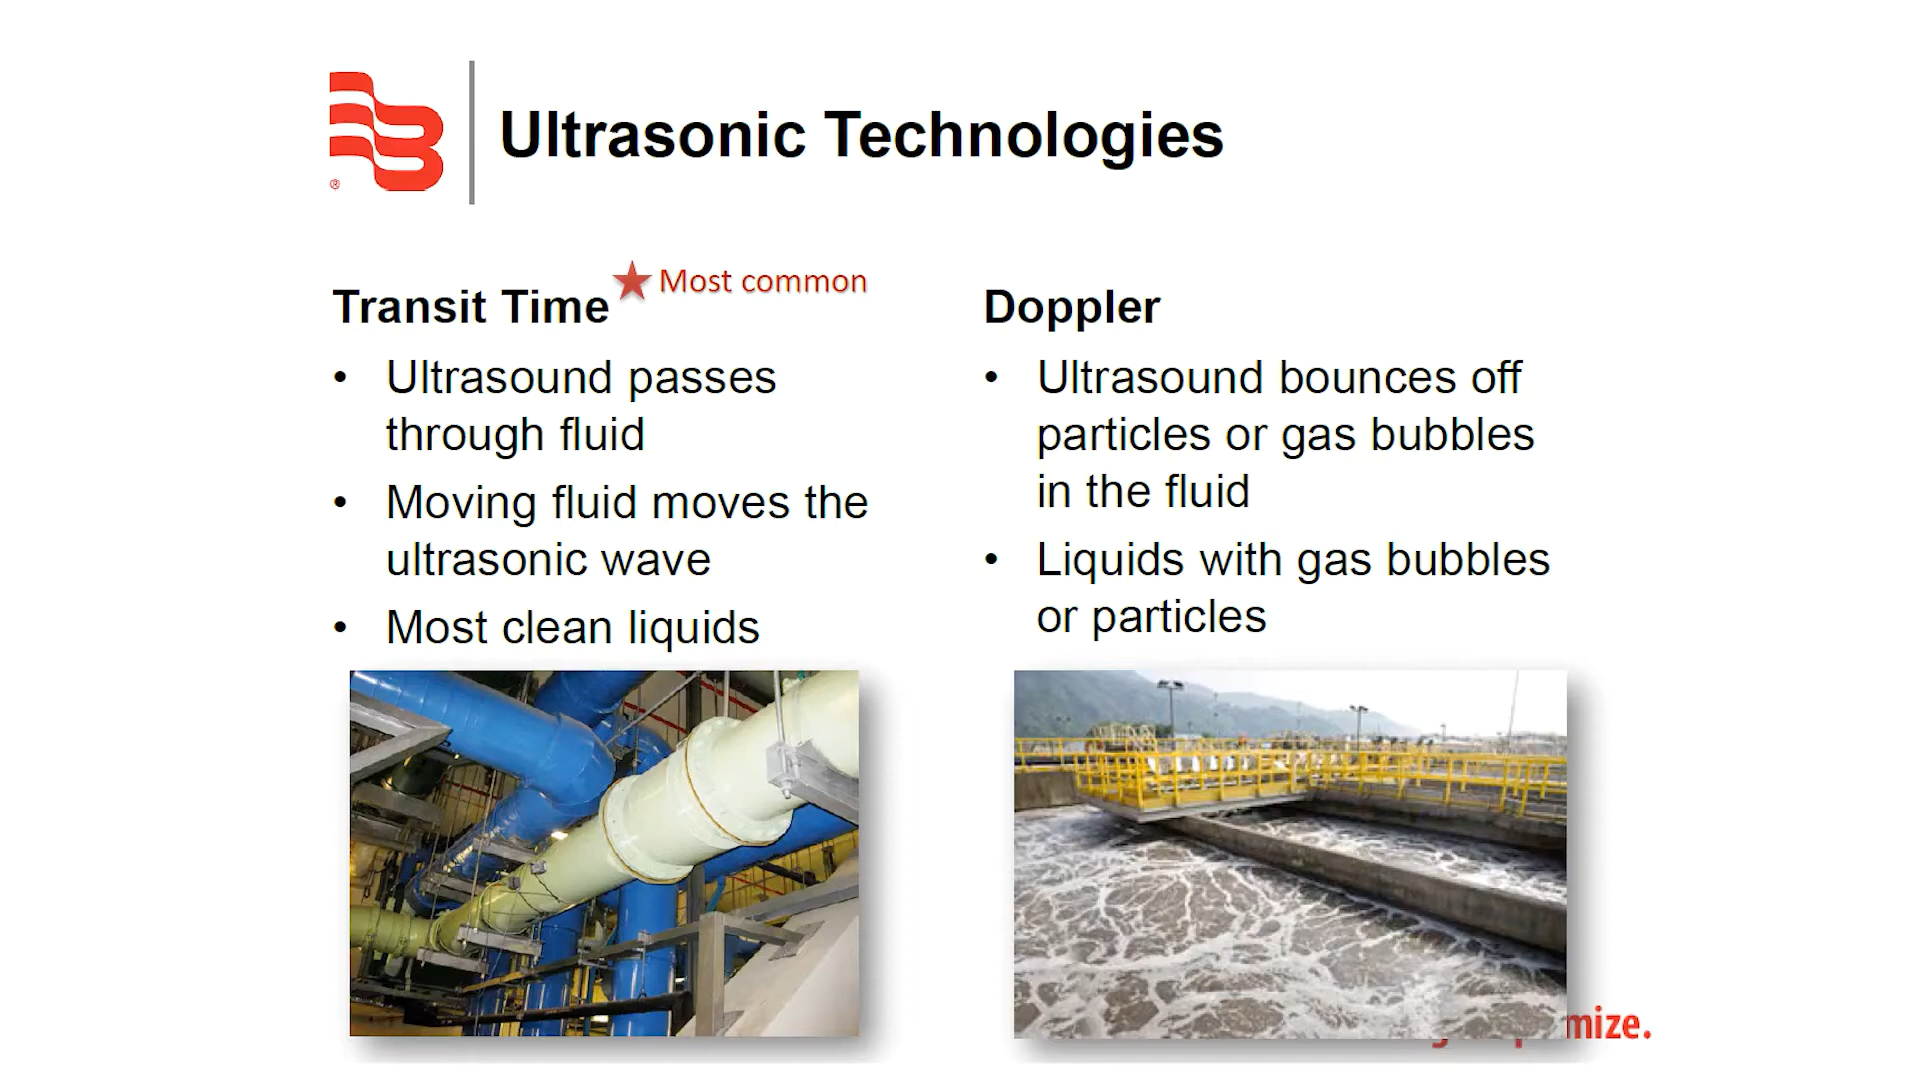 Ultrasonic Technologies
Transit Time
Most common
• Ultrasound passes
through fluid
• Moving fluid moves the
ultrasonic wave
• Most clean liquids
Doppler
• Ultrasound bounces off
particles or gas bubbles
in the fluid
• Liquids with gas bubbles
or particles
®